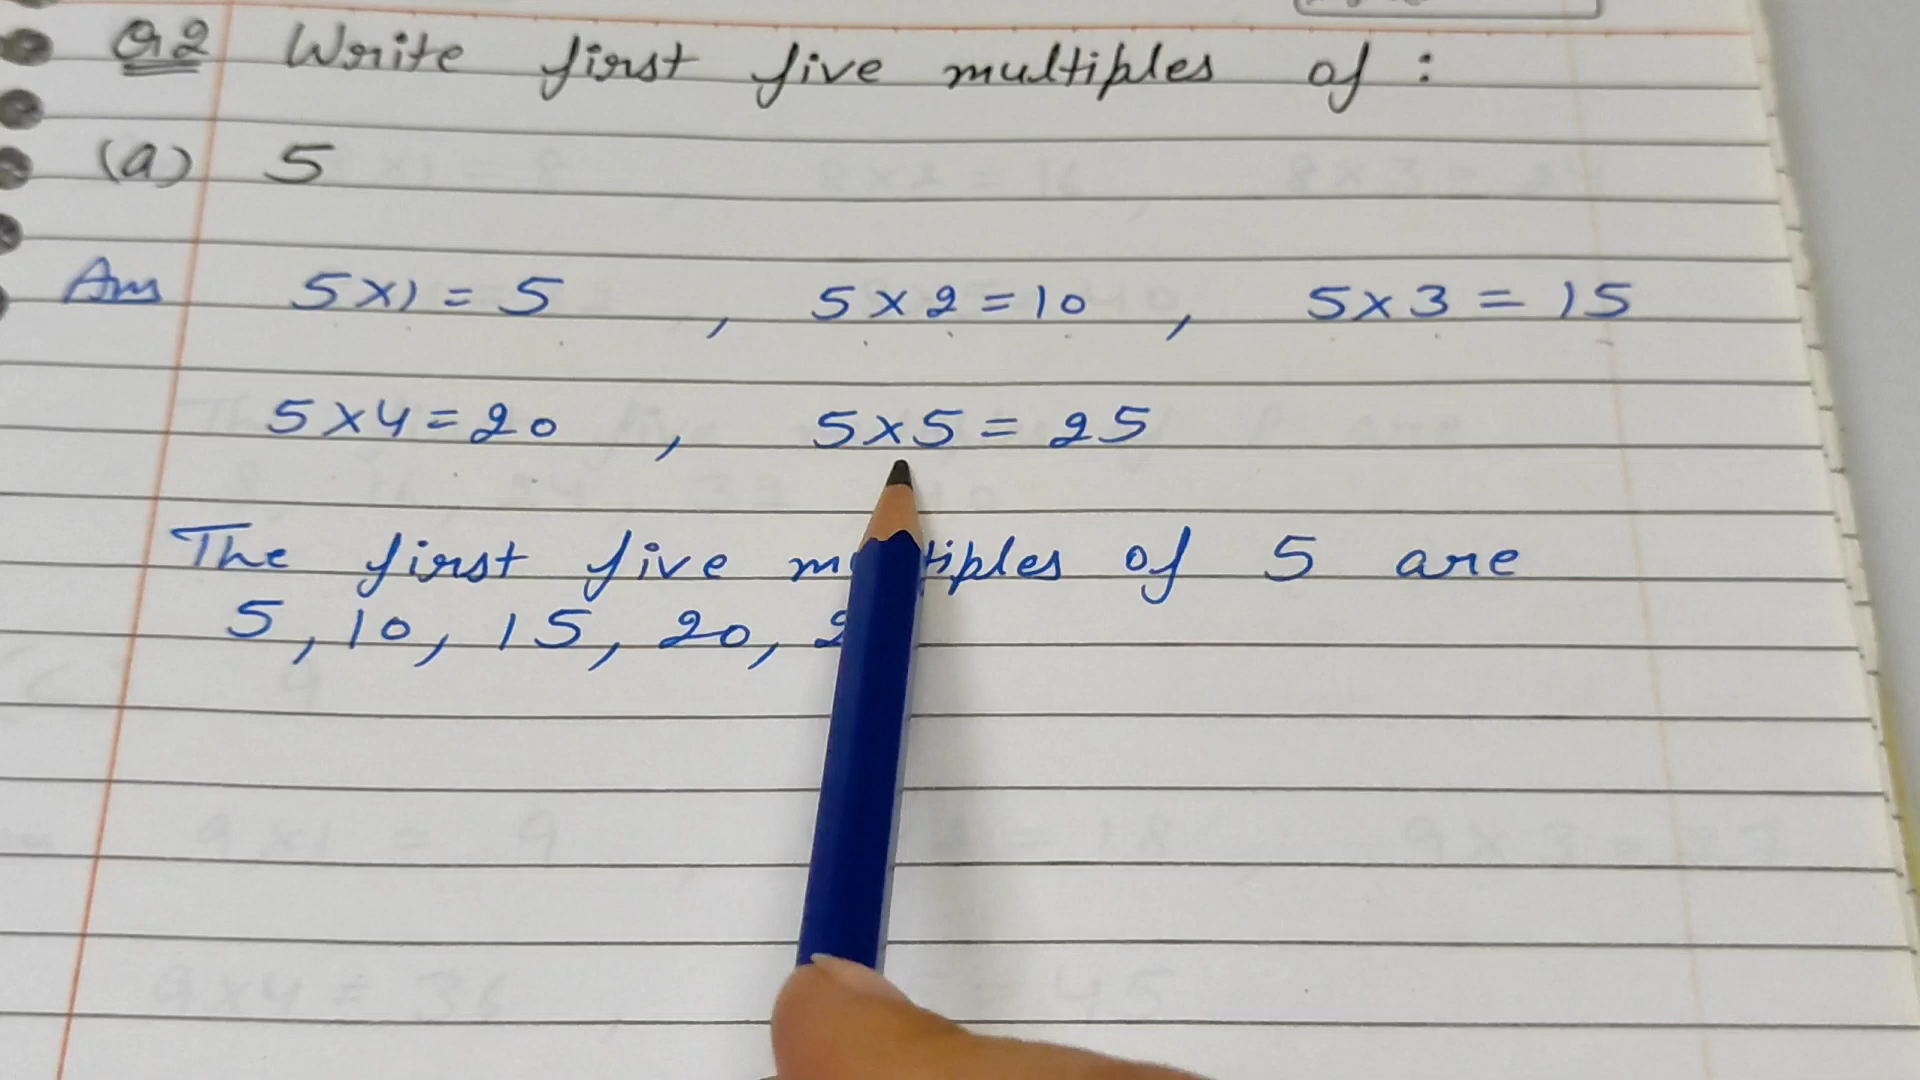 Q2 Write first five multiples of :
(a) 5
Ans 5x1 = 5 , 5x2 = 10 , 5x3 = 15
5x4 = 20 , 5x5 = 25
The first five multiples of 5 are
5, 10, 15, 20,